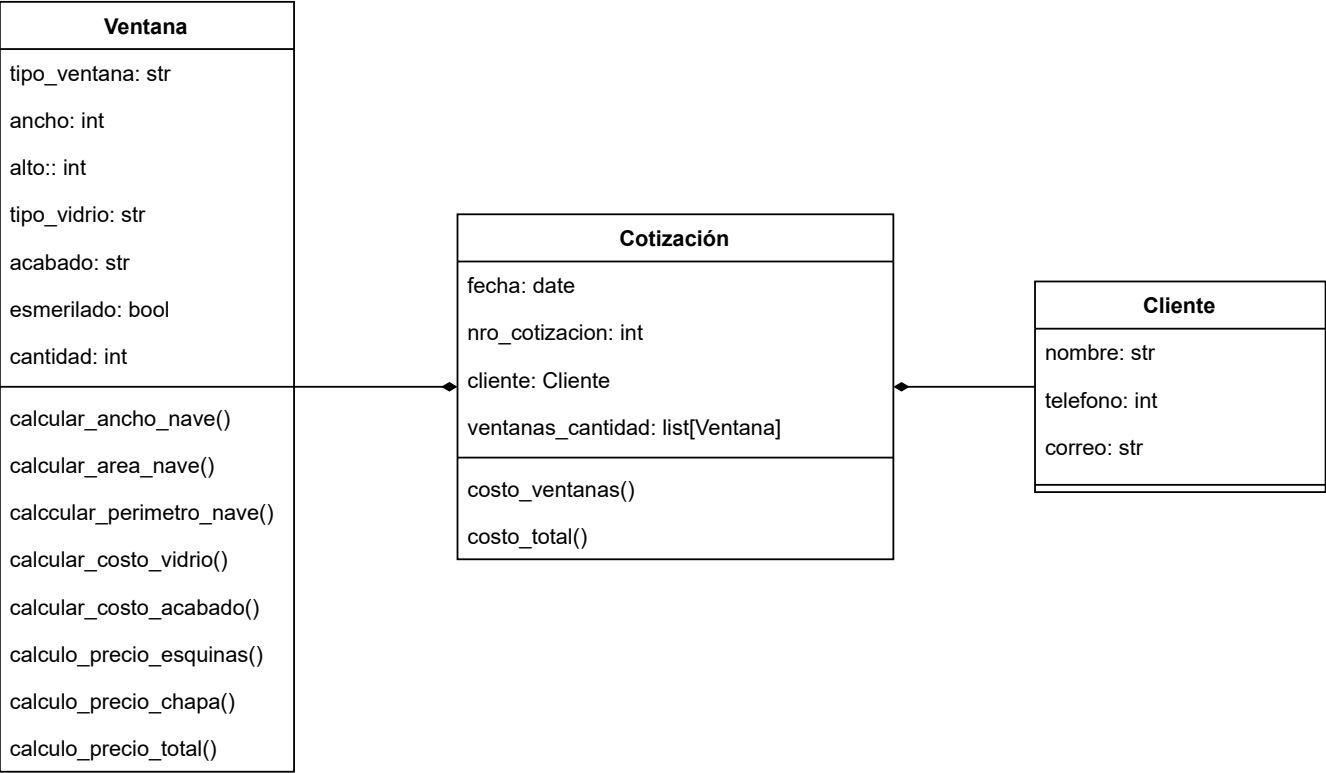 Ventana
tipo_ventana: str
ancho: int
alto:: int
tipo_vidrio: str
acabado: str
esmerilado: bool
cantidad: int
calcular_ancho_nave()
calcular_area_nave()
calccular_perimetro_nave()
calcular_costo_vidrio()
calcular_costo_acabado()
calculo_precio_esquinas()
calculo_precio_chapa()
calculo_precio_total()
Cotización
fecha: date
nro_cotizacion: int
cliente: Cliente
ventanas_cantidad: list[Ventana]
costo_ventanas()
costo_total()
Cliente
nombre: str
telefono: int
correo: str